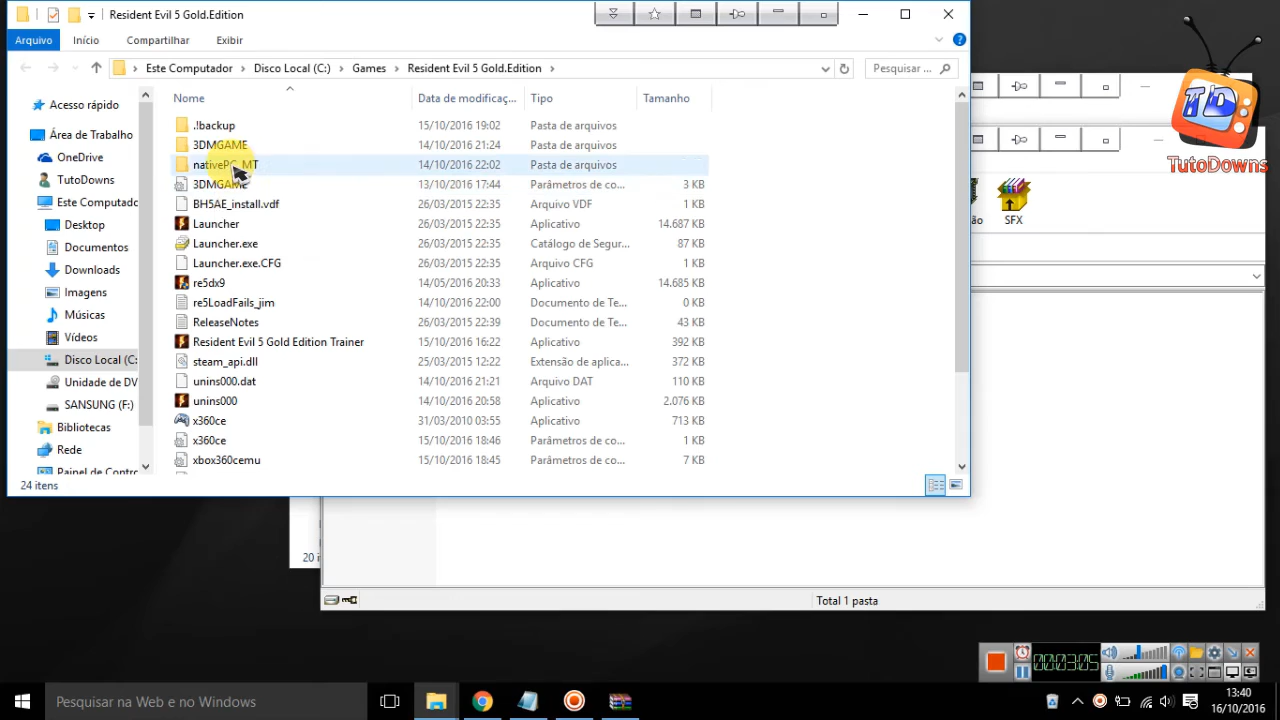 Resident Evil 5 Gold.Edition
Arquivo Início Compartilhar Exibir
Este Computador Disco Local (C:) Games Resident Evil 5 Gold.Edition Pesquisar ...
Nome Data de modificaç... Tipo Tamanho
Acesso rápido
Área de Trabalho
OneDrive
TutoDowns
Este Computado
Desktop
Documentos
Downloads
Imagens
Músicas
Vídeos
Disco Local (C:
Unidade de DV
SANSUNG (F:)
Bibliotecas
Rede
Painel de Contro
.!backup 15/10/2016 19:02 Pasta de arquivos
3DMGAME 14/10/2016 21:24 Pasta de arquivos
nativePC_MT 14/10/2016 22:02 Pasta de arquivos
3DMGAME 13/10/2016 17:44 Parâmetros de co... 3 KB
BH5AE_install.vdf 26/03/2015 22:35 Arquivo VDF 1 KB
Launcher 26/03/2015 22:35 Aplicativo 14.687 KB
Launcher.exe 26/03/2015 22:35 Catálogo de Segur... 87 KB
Launcher.exe.CFG 26/03/2015 22:35 Arquivo CFG 1 KB
re5dx9 14/05/2016 20:33 Aplicativo 14.685 KB
re5LoadFails_jim 14/10/2016 22:00 Documento de Te... 0 KB
ReleaseNotes 26/03/2015 22:39 Documento de Te... 43 KB
Resident Evil 5 Gold Edition Trainer 15/10/2016 16:22 Aplicativo 392 KB
steam_api.dll 25/03/2015 12:22 Extensão de aplica... 372 KB
unins000.dat 14/10/2016 21:21 Arquivo DAT 110 KB
unins000 14/10/2016 20:58 Aplicativo 2.076 KB
x360ce 31/03/2010 03:55 Aplicativo 713 KB
x360ce 15/10/2016 18:46 Parâmetros de co... 1 KB
xbox360cemu 15/10/2016 18:45 Parâmetros de co... 7 KB
24 itens
TD
TutoDowns
ão SFX
20 i
Total 1 pasta
00:03:05
Pesquisar na Web e no Windows
13:40
16/10/2016